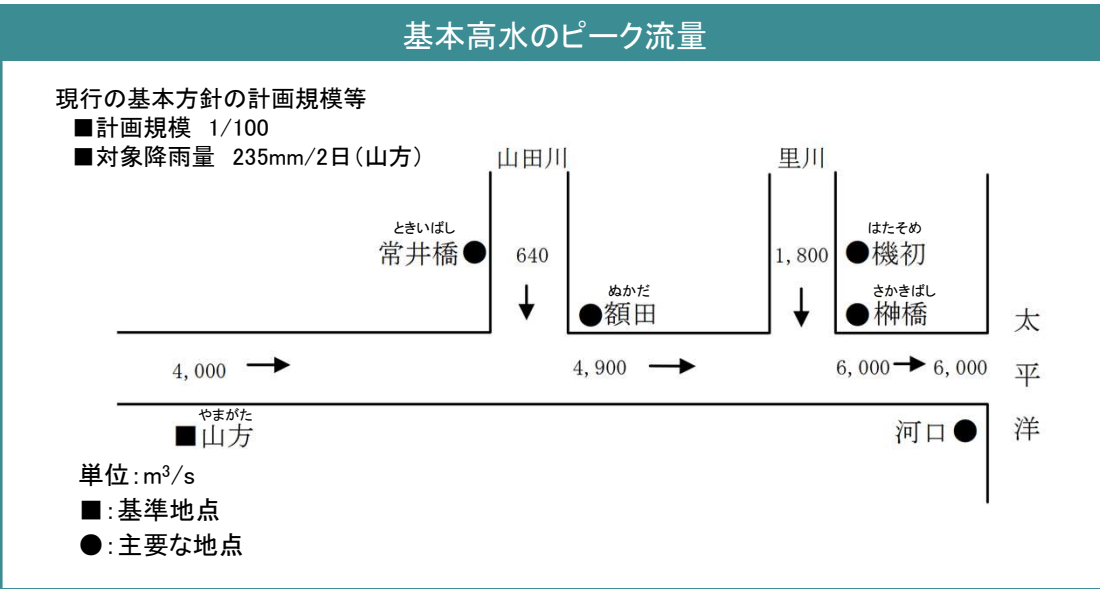 基本高水のピーク流量
現行の基本方針の計画規模等
■計画規模 1/100
■対象降雨量 235mm/2日(山方)
山田川
里川
ときいばし
常井橋●
640
1,800
はたそめ
●機初
ぬかだ
●額田
さかきばし
●榊橋
太平洋
4,000
4,900
6,000
6,000
やまがた
■山方
河口●
単位:m³/s
■:基準地点
●:主要な地点